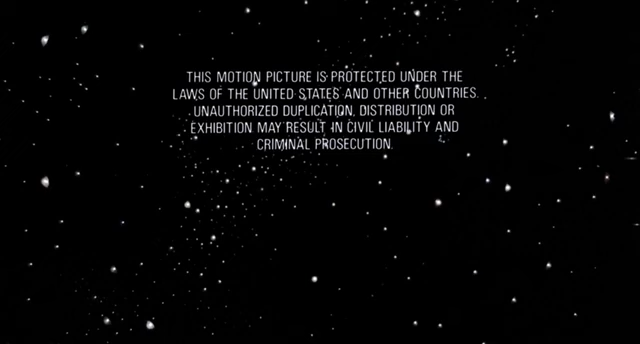 THIS MOTION PICTURE IS PROTECTED UNDER THE
LAWS OF THE UNITED STATES AND OTHER COUNTRIES.
UNAUTHORIZED DUPLICATION, DISTRIBUTION OR
EXHIBITION MAY RESULT IN CIVIL LIABILITY AND
CRIMINAL PROSECUTION.